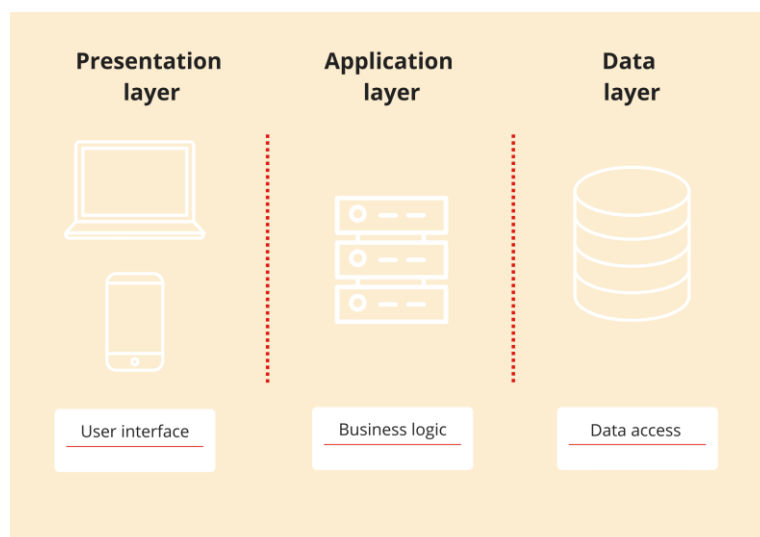 Presentation
layer
Application
layer
Data
layer
User interface
Business logic
Data access